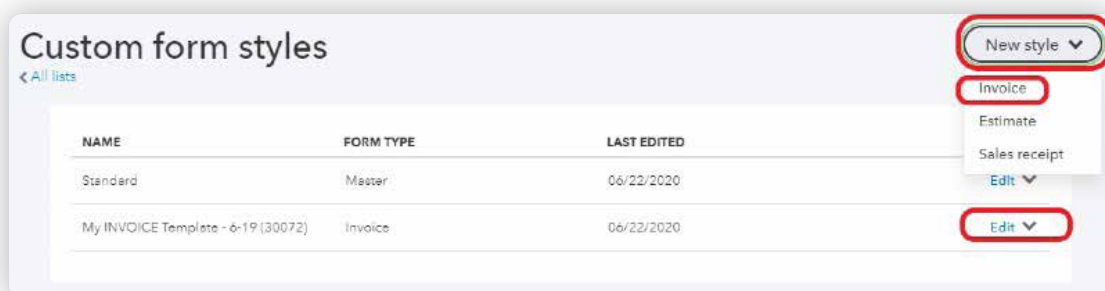 Custom form styles
New style
All lists
Invoice
Estimate
Sales receipt
NAME FORM TYPE LAST EDITED
Standard Master 06/22/2020 Edit
My INVOICE Template - 6-19 (30072) Invoice 06/22/2020 Edit